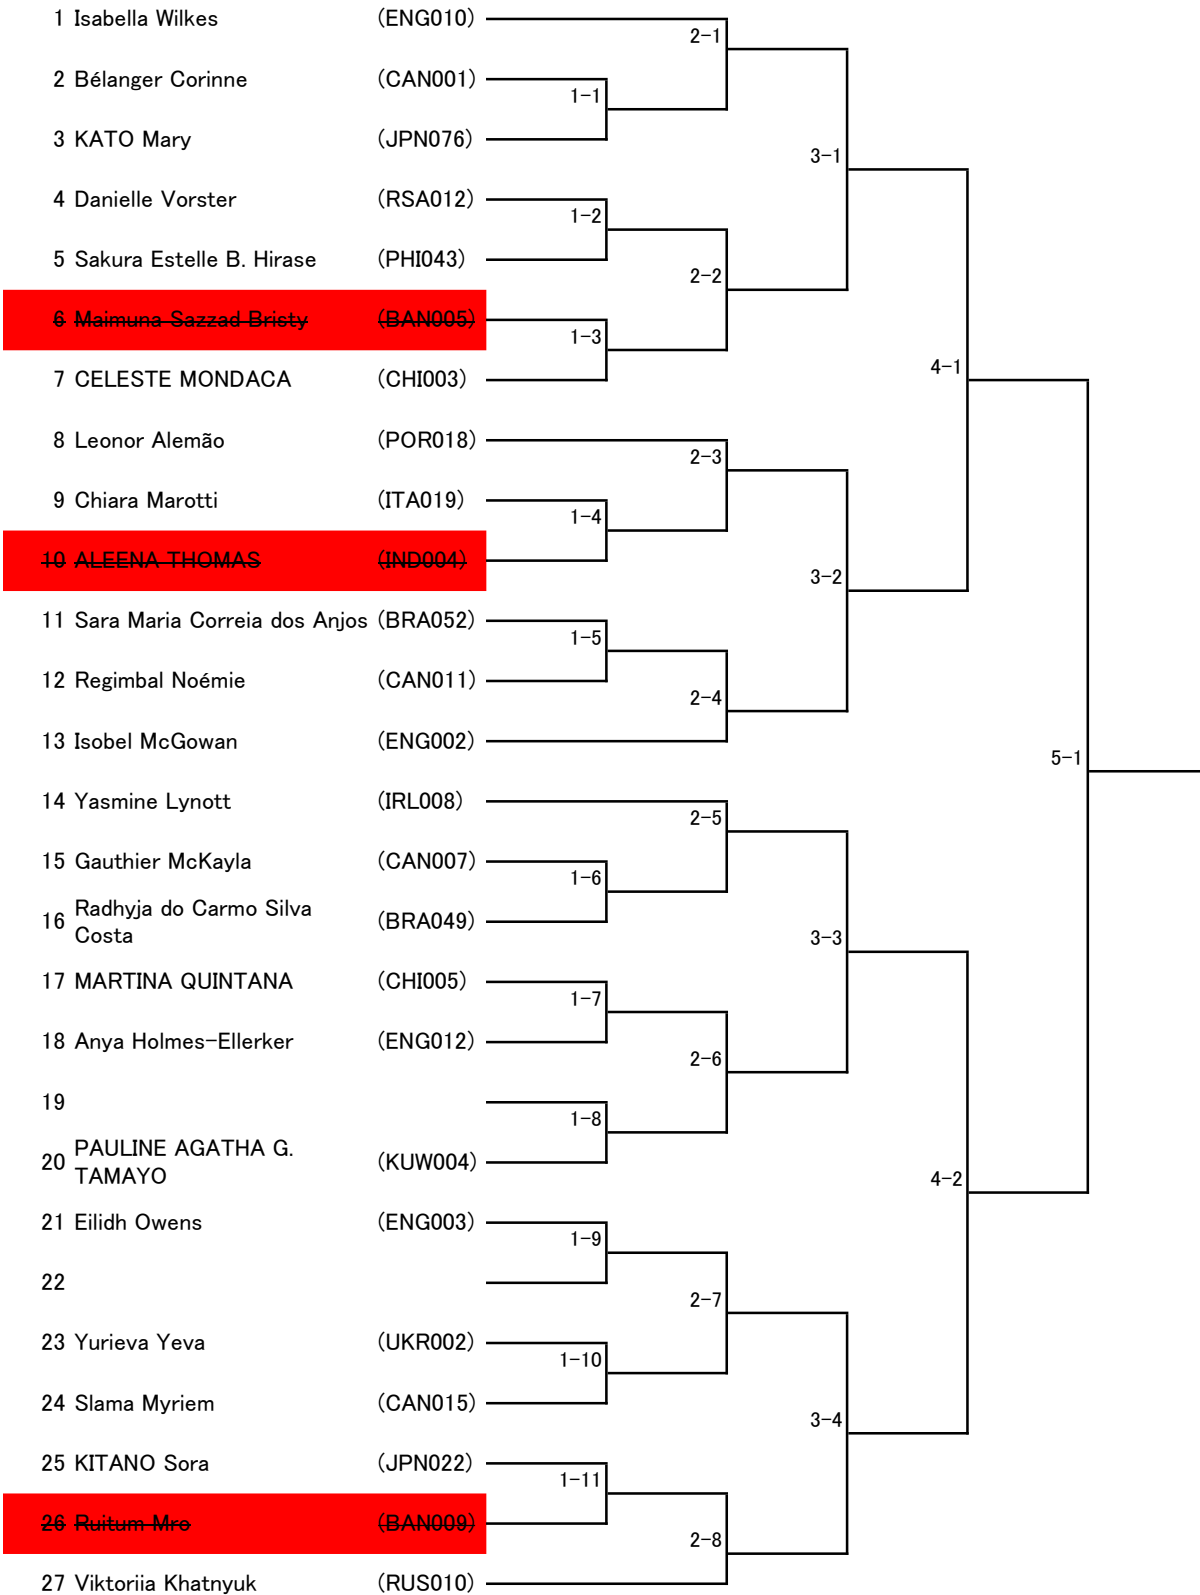 1 Isabella Wilkes (ENG010)
2-1
2 Bélanger Corinne (CAN001)
1-1
3 KATO Mary (JPN076)
3-1
4 Danielle Vorster (RSA012)
1-2
5 Sakura Estelle B. Hirase (PHI043)
2-2
6 Maimuna Sazzad Bristy (BAN005)
1-3
4-1
7 CELESTE MONDACA (CHI003)
8 Leonor Alemão (POR018)
2-3
9 Chiara Marotti (ITA019)
1-4
10 ALEENA THOMAS (IND004)
3-2
11 Sara Maria Correia dos Anjos (BRA052)
1-5
12 Regimbal Noémie (CAN011)
2-4
13 Isobel McGowan (ENG002)
5-1
14 Yasmine Lynott (IRL008)
2-5
15 Gauthier McKayla (CAN007)
1-6
16 Radhyja do Carmo Silva
Costa (BRA049)
3-3
17 MARTINA QUINTANA (CHI005)
1-7
18 Anya Holmes-Ellerker (ENG012)
2-6
19
1-8
20 PAULINE AGATHA G.
TAMAYO (KUW004)
4-2
21 Eilidh Owens (ENG003)
1-9
22
2-7
23 Yurieva Yeva (UKR002)
1-10
24 Slama Myriem (CAN015)
3-4
25 KITANO Sora (JPN022)
1-11
26 Ruitum Mro (BAN009)
2-8
27 Viktoriia Khatnyuk (RUS010)